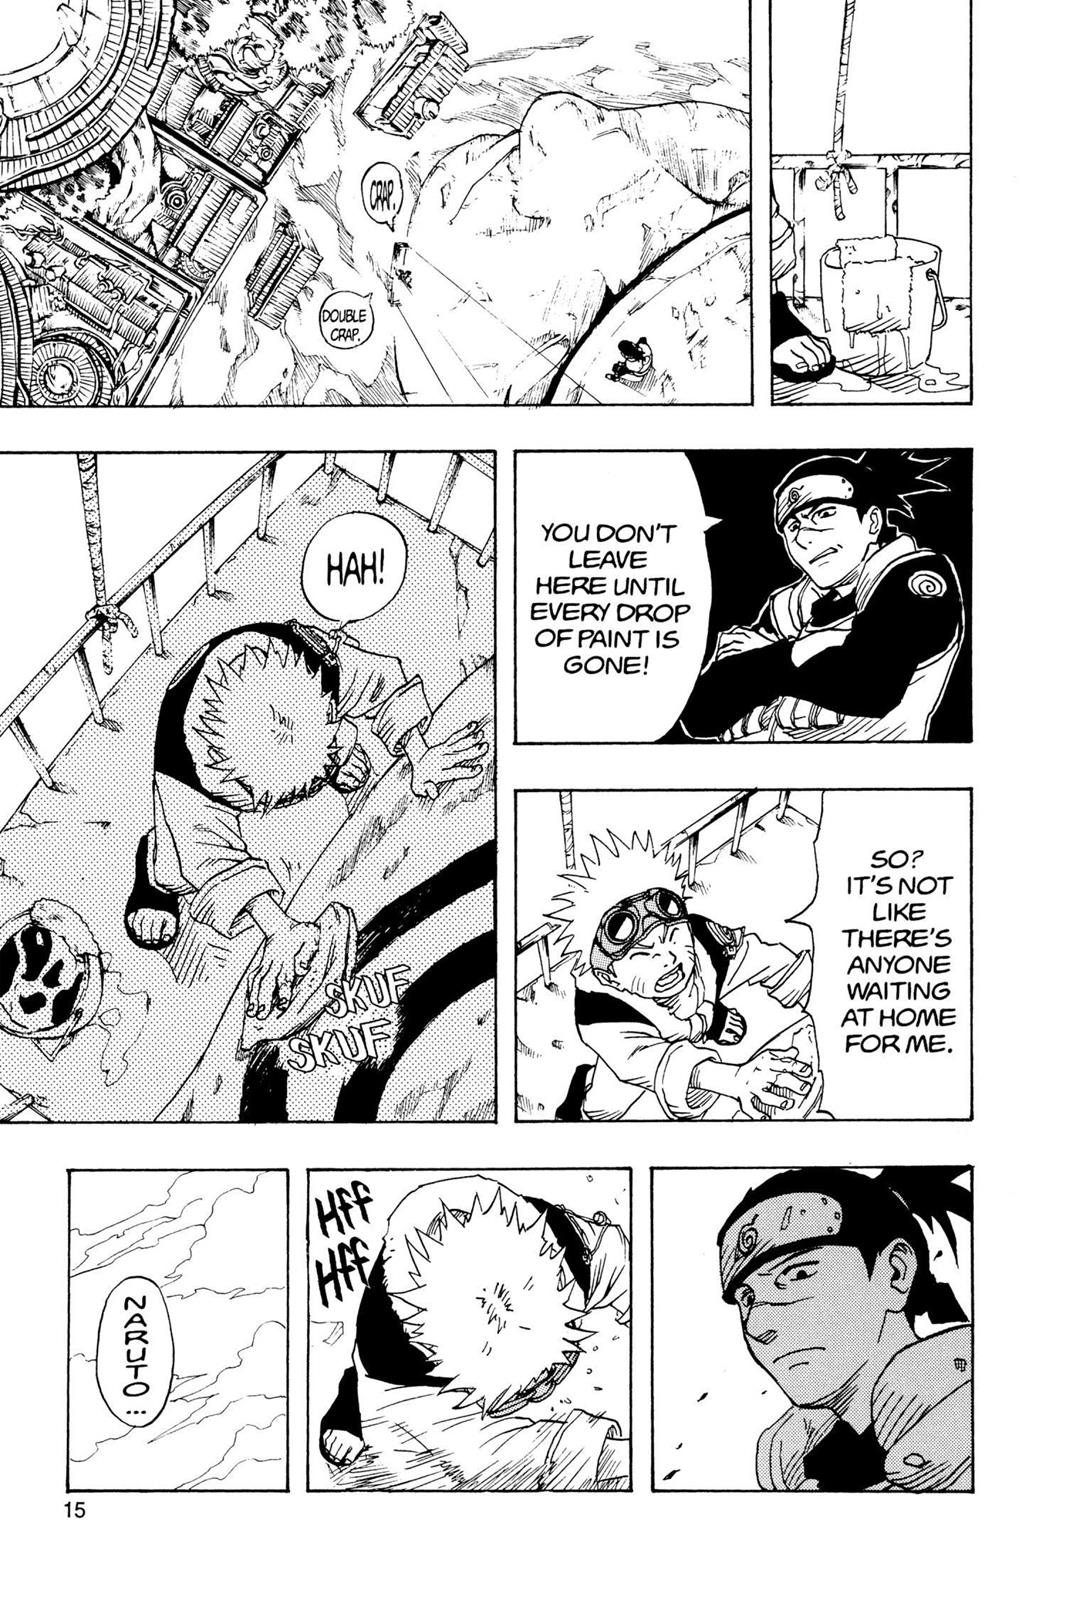 CRAP.
DOUBLE
CRAP.
YOU DON'T
LEAVE
HERE UNTIL
EVERY DROP
OF PAINT IS
GONE!
HAH!
SKUF
SKUF
SO?
IT'S NOT
LIKE
THERE'S
ANYONE
WAITING
AT HOME
FOR ME.
Hff
Hff
NARUTO...
15